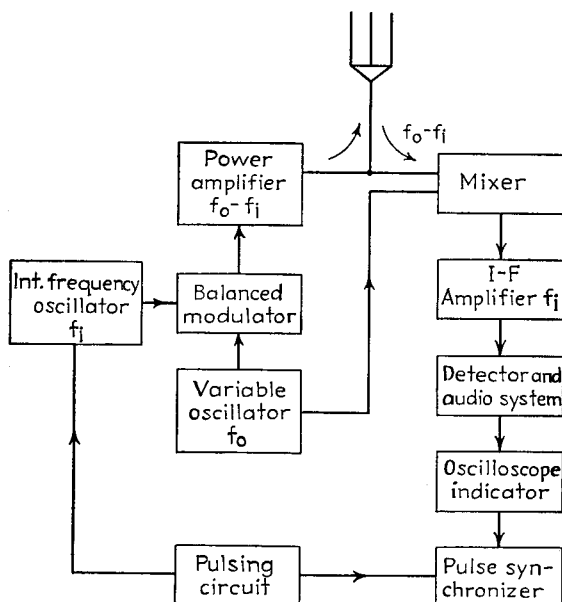 f₀-fᵢ
Power
amplifier
f₀-fᵢ
Mixer
Int. frequency
oscillator
fᵢ
Balanced
modulator
I-F
Amplifier fᵢ
Variable
oscillator
f₀
Detector and
audio system
Oscilloscope
indicator
Pulsing
circuit
Pulse syn-
chronizer